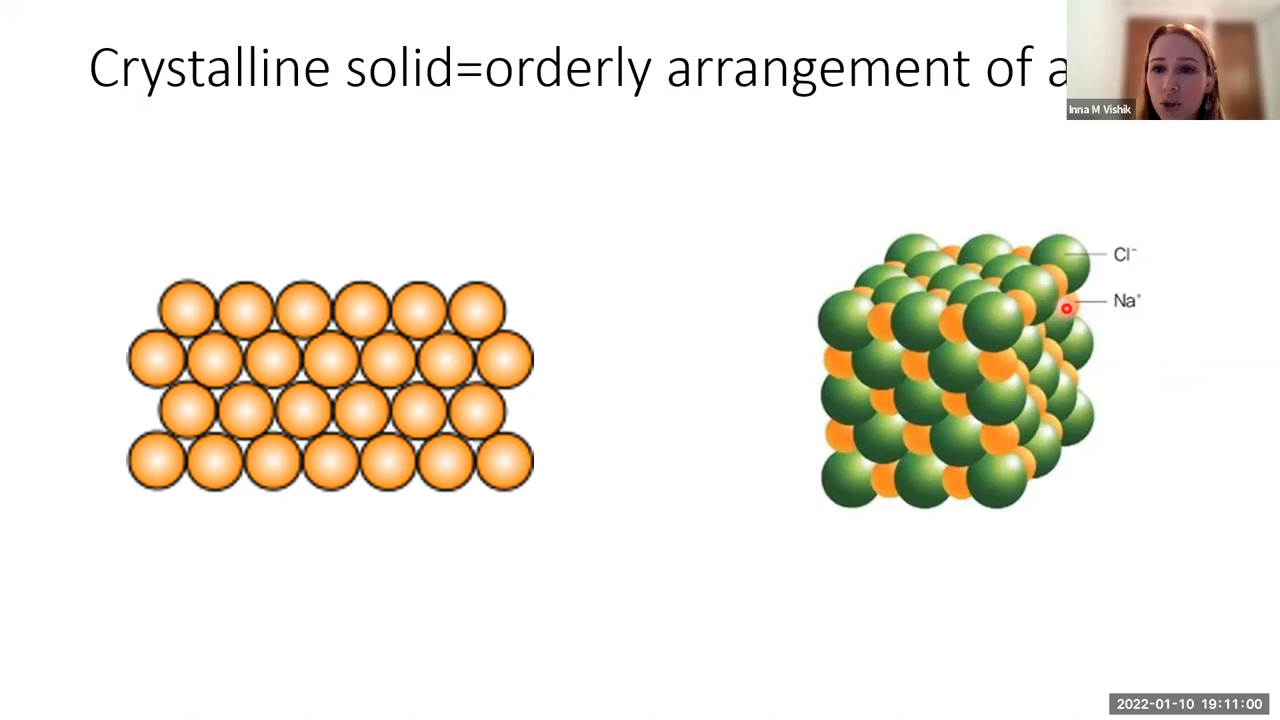 Crystalline solid=orderly arrangement of
Inna M Vishik
Cl⁻
Na⁺
2022-01-10 19:11:00